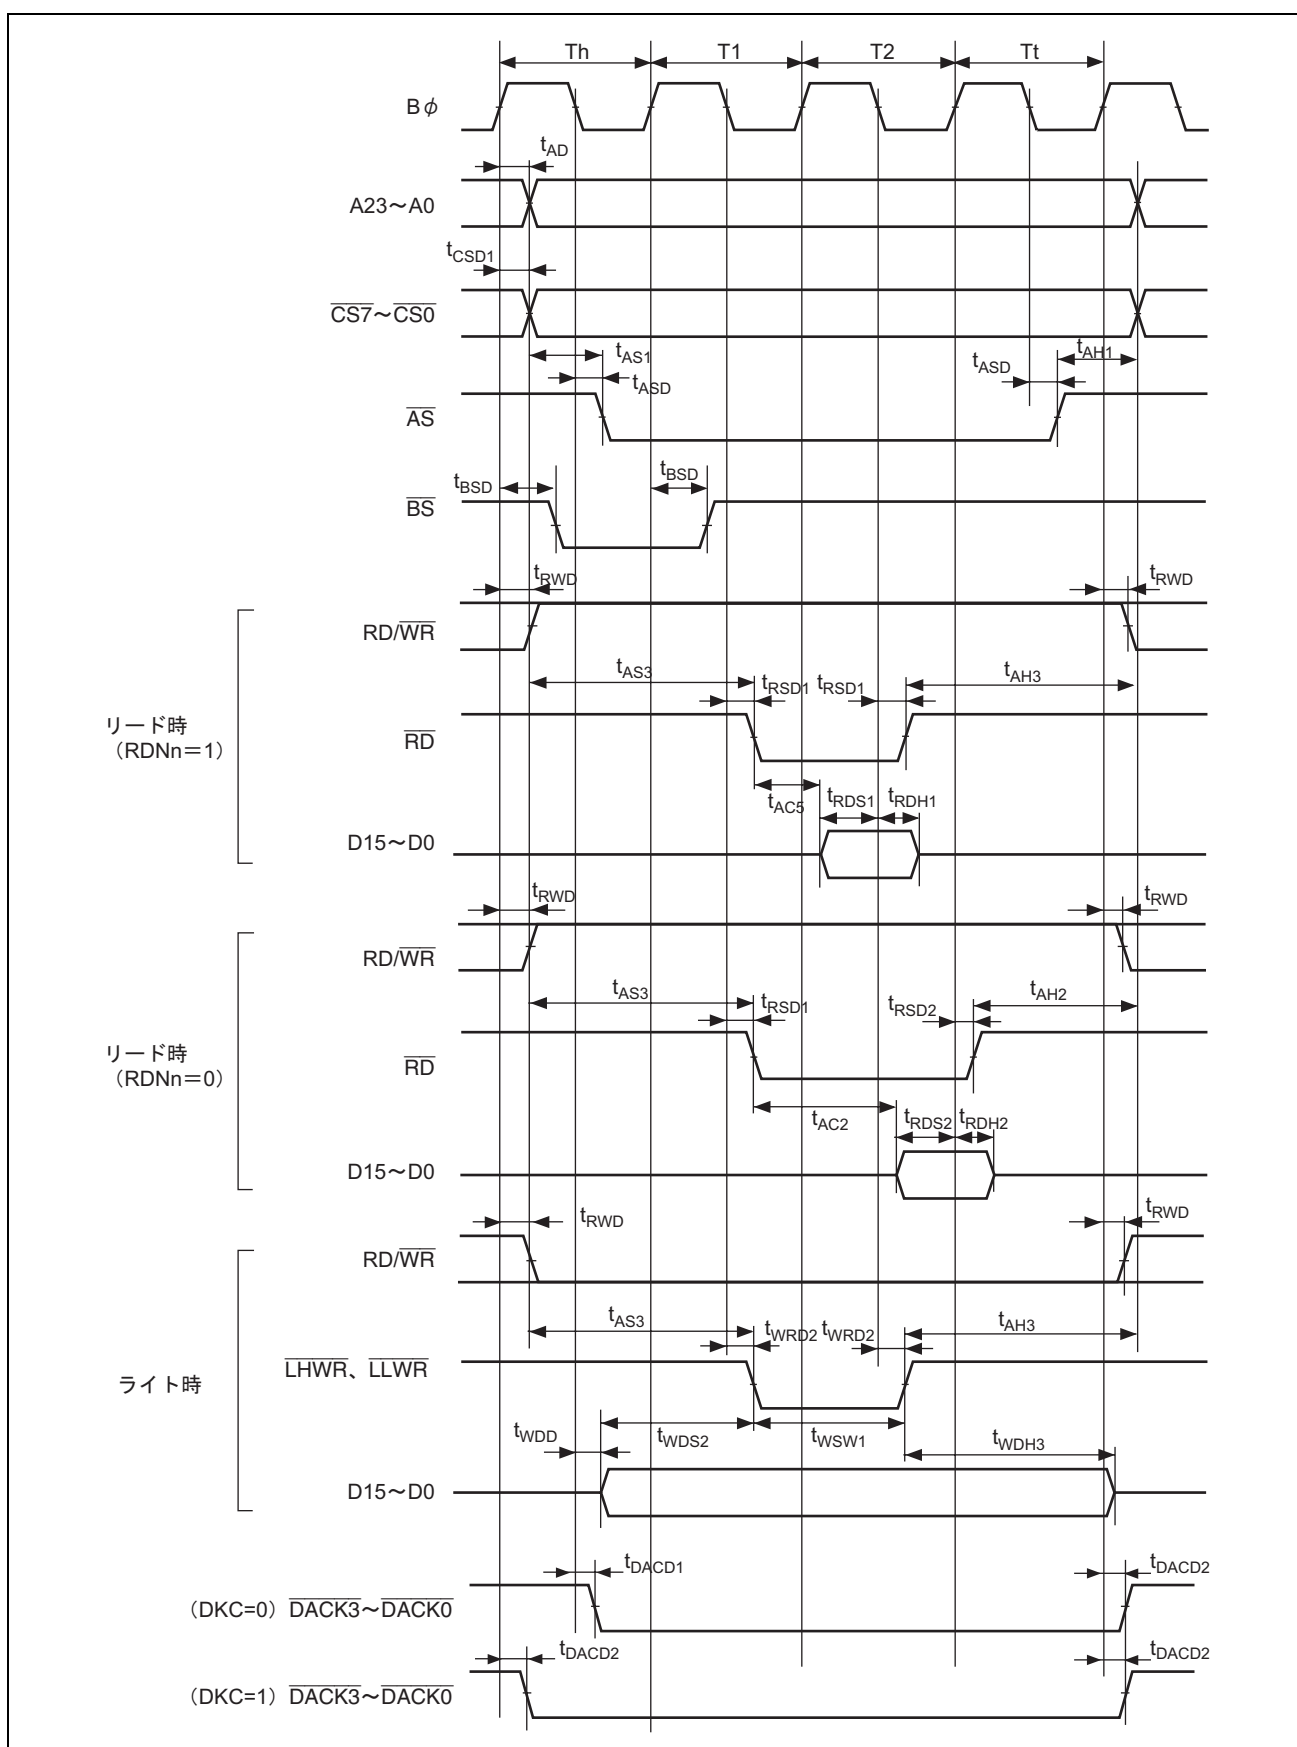 Th T1 T2 Tt
Bφ
tAD
A23～A0
tCSD1
CS7～CS0
tAS1 tAH1
tASD tASD
AS
tBSD tBSD
BS
tRWD tRWD
RD/WR
tAS3 tRSD1 tRSD1 tAH3
リード時
（RDNn＝1）
RD
tAC5 tRDS1 tRDH1
D15～D0
tRWD tRWD
RD/WR
tAS3 tRSD1 tRSD2 tAH2
リード時
（RDNn＝0）
RD
tAC2 tRDS2 tRDH2
D15～D0
tRWD tRWD
RD/WR
tAS3 tWRD2 tWRD2 tAH3
ライト時
LHWR、LLWR
tWDD tWDS2 tWSW1 tWDH3
D15～D0
tDACD1 tDACD2
（DKC=0）DACK3～DACK0
tDACD2 tDACD2
（DKC=1）DACK3～DACK0